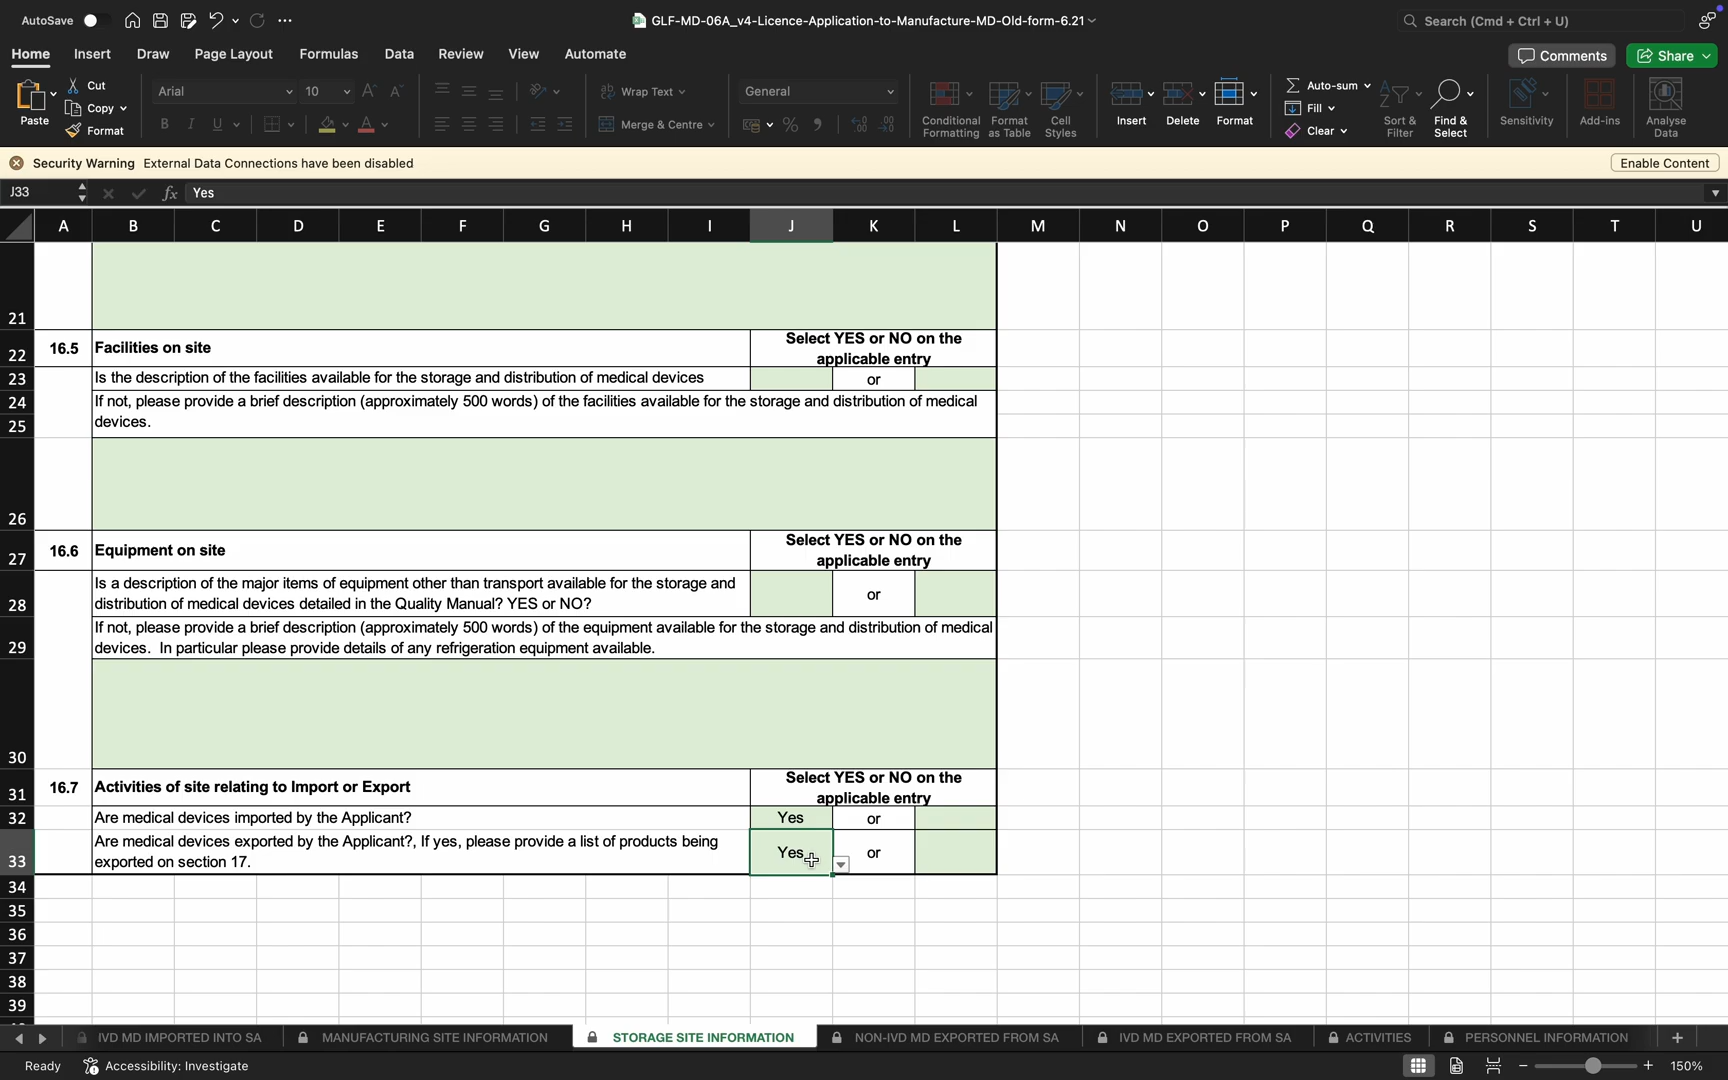 AutoSave
GLF-MD-06A_v4-Licence-Application-to-Manufacture-MD-Old-form-6.21
Search (Cmd + Ctrl + U)
Home Insert Draw Page Layout Formulas Data Review View Automate
Comments Share
Paste Cut Copy Format
Arial 10
B I U
Wrap Text
Merge & Centre
General
Conditional Formatting
Format as Table
Cell Styles
Insert Delete Format
Auto-sum
Fill
Clear
Sort & Filter
Find & Select
Sensitivity
Add-ins
Analyse Data
Security Warning External Data Connections have been disabled Enable Content
J33 fx Yes
A B C D E F G H I J K L M N O P Q R S T U
21
22 16.5 Facilities on site Select YES or NO on the applicable entry
23 Is the description of the facilities available for the storage and distribution of medical devices or
24 If not, please provide a brief description (approximately 500 words) of the facilities available for the storage and distribution of medical
25 devices.
26
27 16.6 Equipment on site Select YES or NO on the applicable entry
28 Is a description of the major items of equipment other than transport available for the storage and
distribution of medical devices detailed in the Quality Manual? YES or NO? or
29 If not, please provide a brief description (approximately 500 words) of the equipment available for the storage and distribution of medical
devices. In particular please provide details of any refrigeration equipment available.
30
31 16.7 Activities of site relating to Import or Export Select YES or NO on the applicable entry
32 Are medical devices imported by the Applicant? Yes or
33 Are medical devices exported by the Applicant?, If yes, please provide a list of products being
exported on section 17. Yes or
34
35
36
37
38
39
IVD MD IMPORTED INTO SA MANUFACTURING SITE INFORMATION STORAGE SITE INFORMATION NON-IVD MD EXPORTED FROM SA IVD MD EXPORTED FROM SA ACTIVITIES PERSONNEL INFORMATION
Ready Accessibility: Investigate 150%